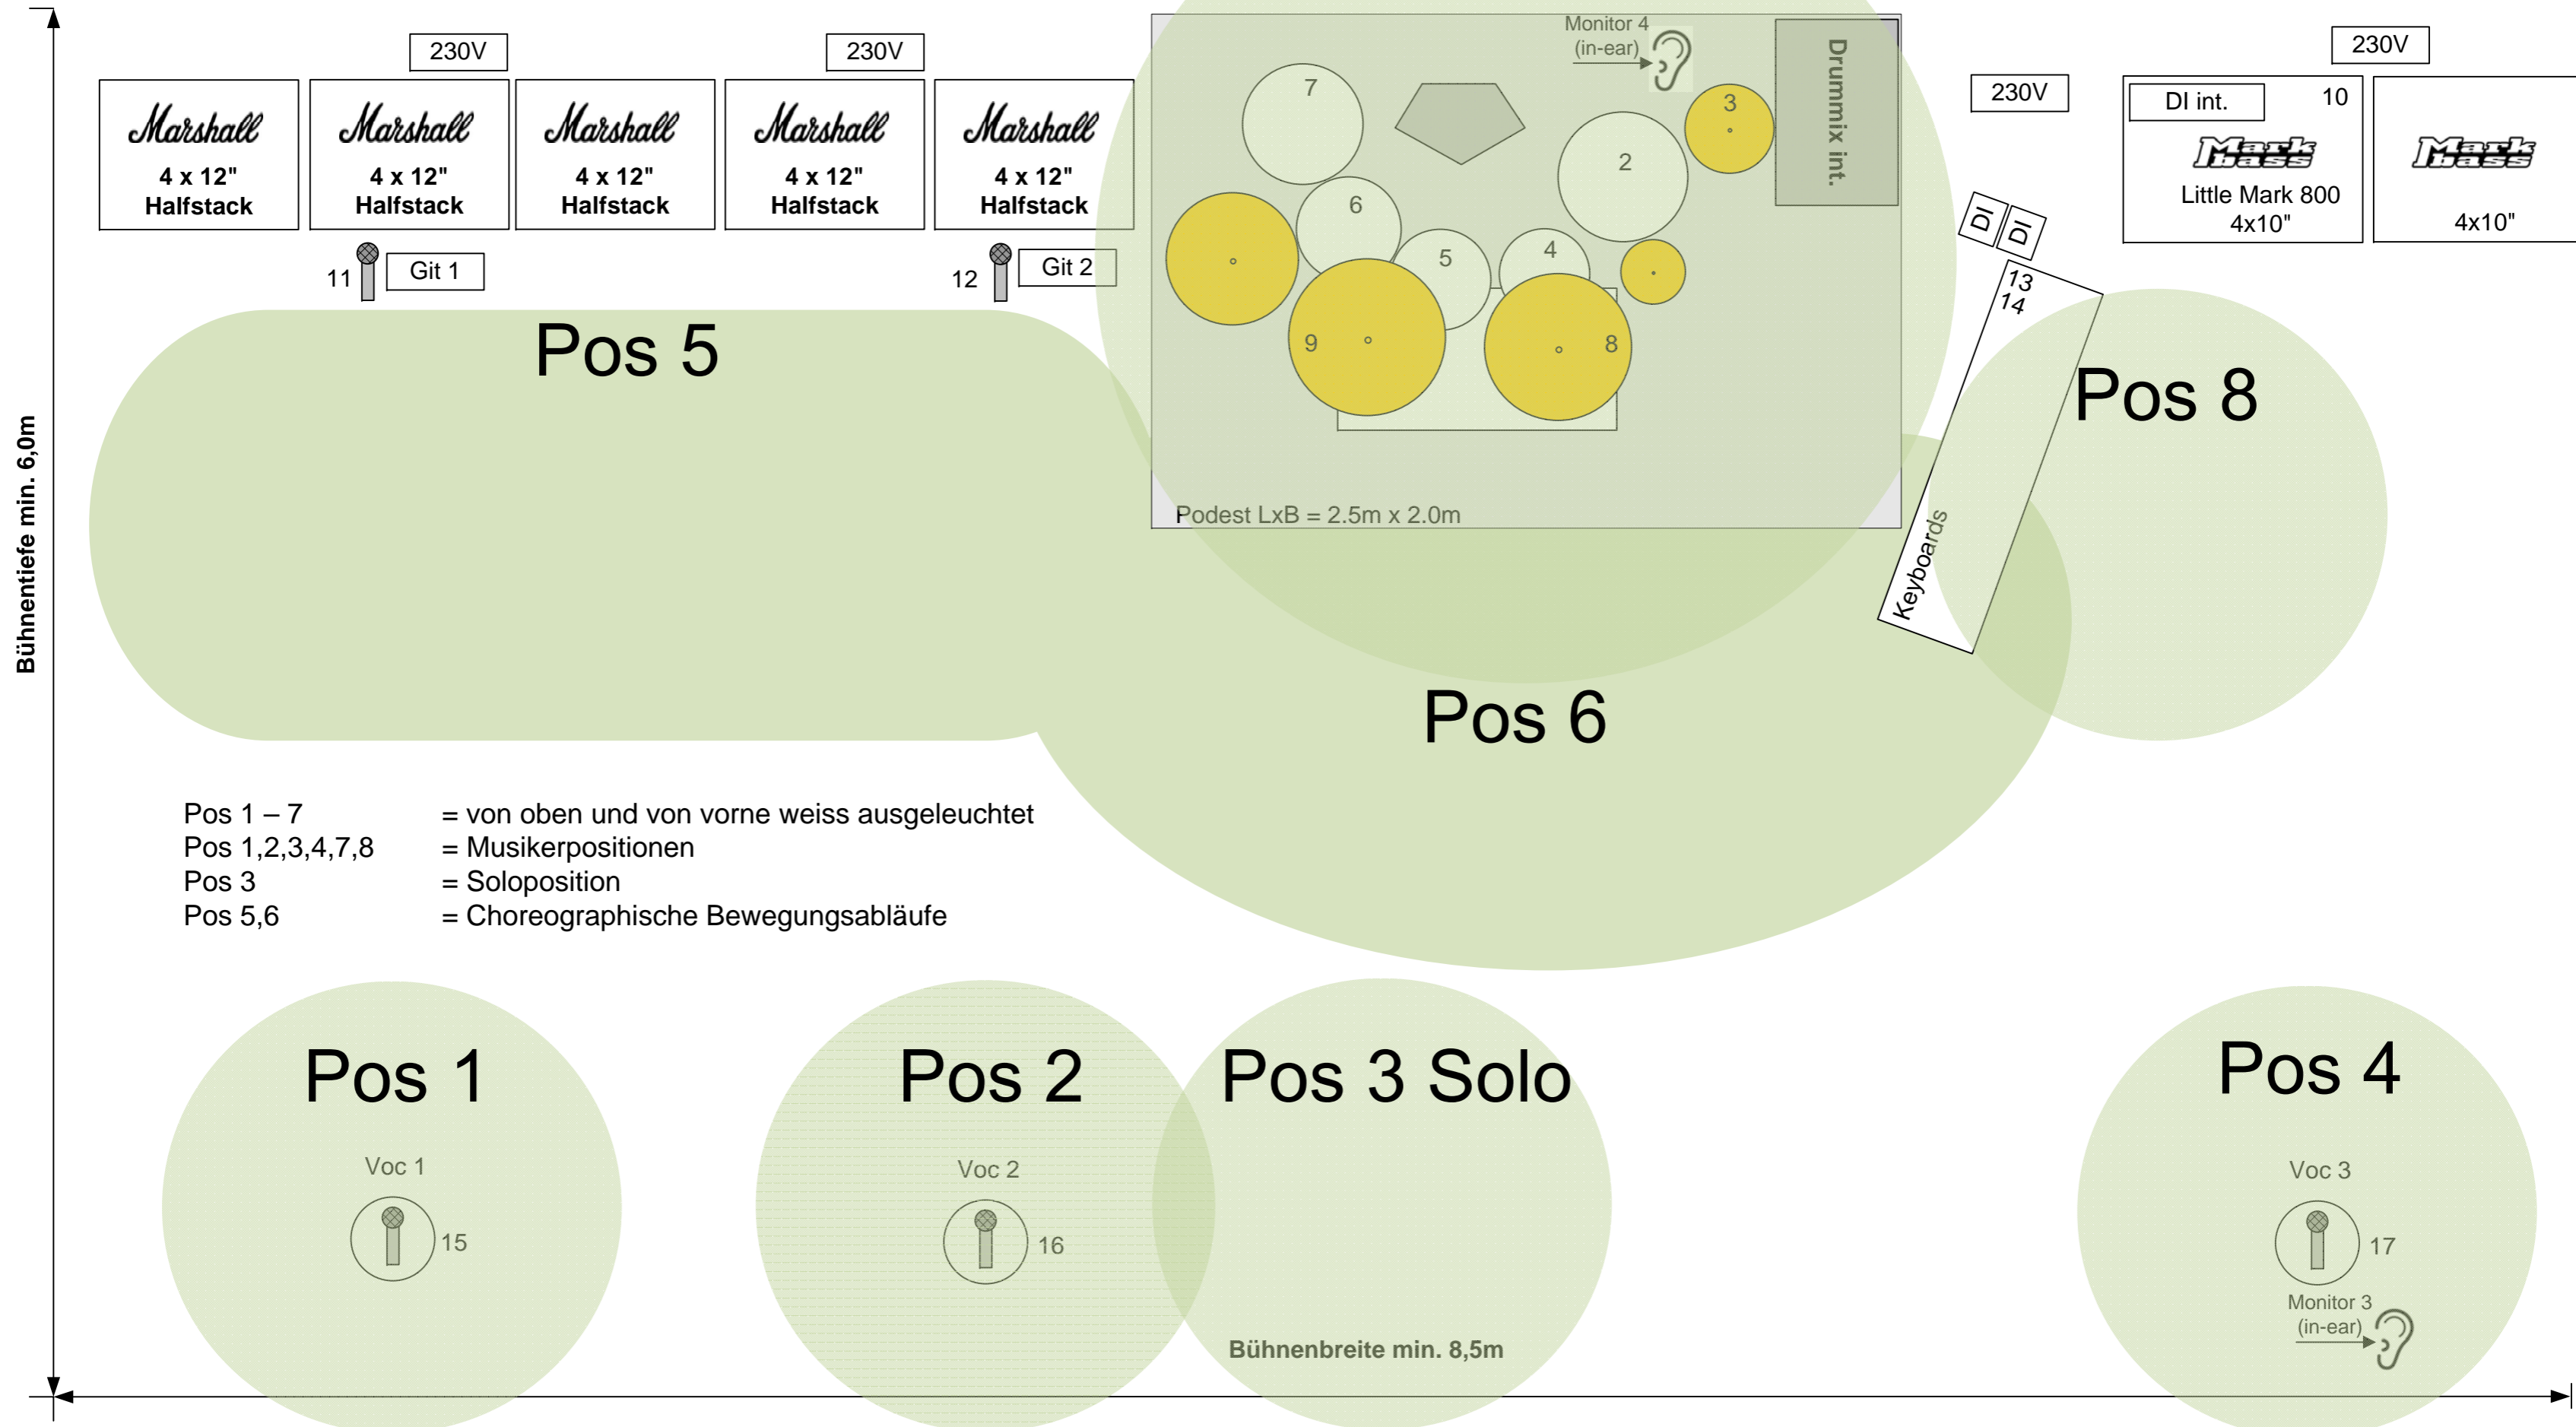 230V
230V
230V
230V
Monitor 4
(in-ear)
Drummix int.
Marshall
4 x 12"
Halfstack
Marshall
4 x 12"
Halfstack
Marshall
4 x 12"
Halfstack
Marshall
4 x 12"
Halfstack
Marshall
4 x 12"
Halfstack
7
6
5
4
2
3
9
8
DI int.
10
Mark
bass
Little Mark 800
4x10"
Mark
bass
4x10"
DI
DI
13
14
Keyboards
11
Git 1
12
Git 2
Pos 5
Pos 8
Podest LxB = 2.5m x 2.0m
Bühnentiefe min. 6,0m
Pos 6
Pos 1 – 7 = von oben und von vorne weiss ausgeleuchtet
Pos 1,2,3,4,7,8 = Musikerpositionen
Pos 3 = Soloposition
Pos 5,6 = Choreographische Bewegungsabläufe
Pos 1
Pos 2
Pos 3 Solo
Pos 4
Voc 1
15
Voc 2
16
Voc 3
17
Monitor 3
(in-ear)
Bühnenbreite min. 8,5m